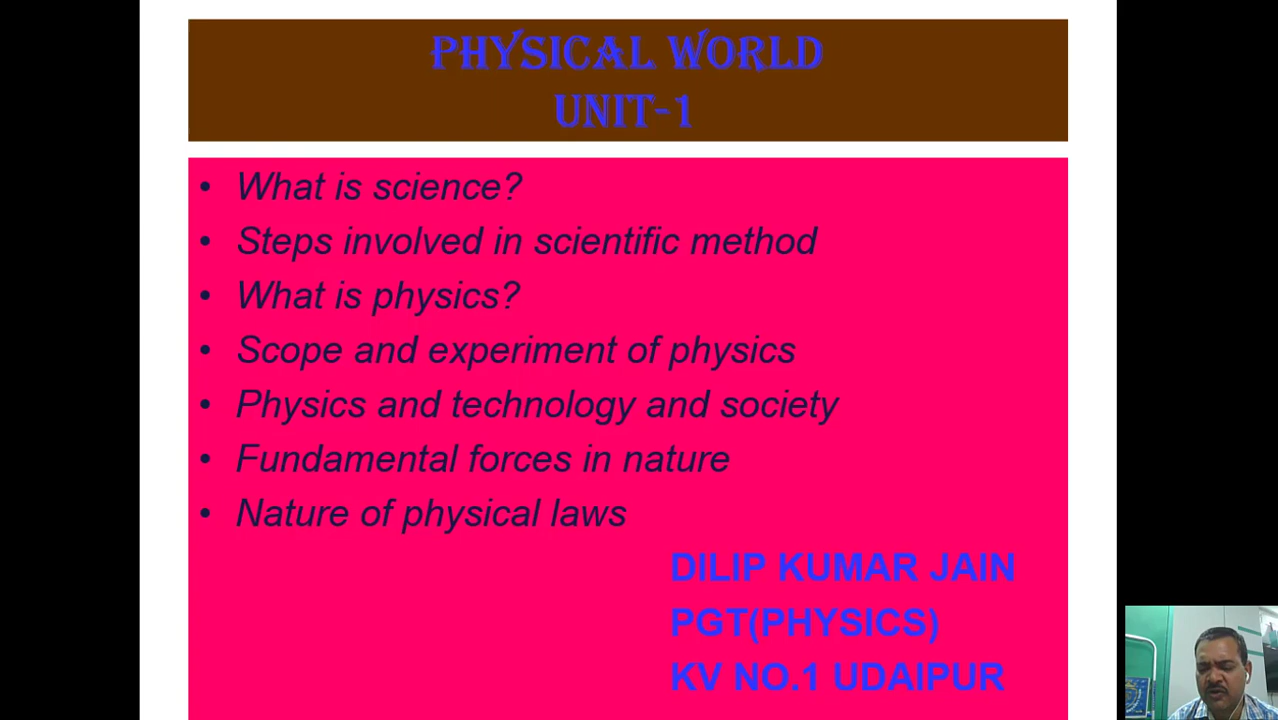 PHYSICAL WORLD
UNIT-1
• What is science?
• Steps involved in scientific method
• What is physics?
• Scope and experiment of physics
• Physics and technology and society
• Fundamental forces in nature
• Nature of physical laws
DILIP KUMAR JAIN
PGT(PHYSICS)
KV NO.1 UDAIPUR